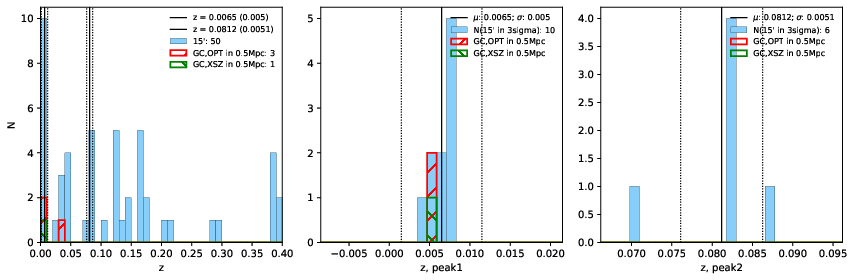 z = 0.0065 (0.005)
z = 0.0812 (0.0051)
15': 50
GC,OPT in 0.5Mpc: 3
GC,XSZ in 0.5Mpc: 1
10
8
6
4
2
0
N
0.00 0.05 0.10 0.15 0.20 0.25 0.30 0.35 0.40
z
μ: 0.0065; σ: 0.005
N(15' in 3sigma): 10
GC,OPT in 0.5Mpc
GC,XSZ in 0.5Mpc
5
4
3
2
1
0
−0.005 0.000 0.005 0.010 0.015 0.020
z, peak1
μ: 0.0812; σ: 0.0051
N(15' in 3sigma): 6
GC,OPT in 0.5Mpc
GC,XSZ in 0.5Mpc
4.0
3.5
3.0
2.5
2.0
1.5
1.0
0.5
0.0
0.070 0.075 0.080 0.085 0.090 0.095
z, peak2